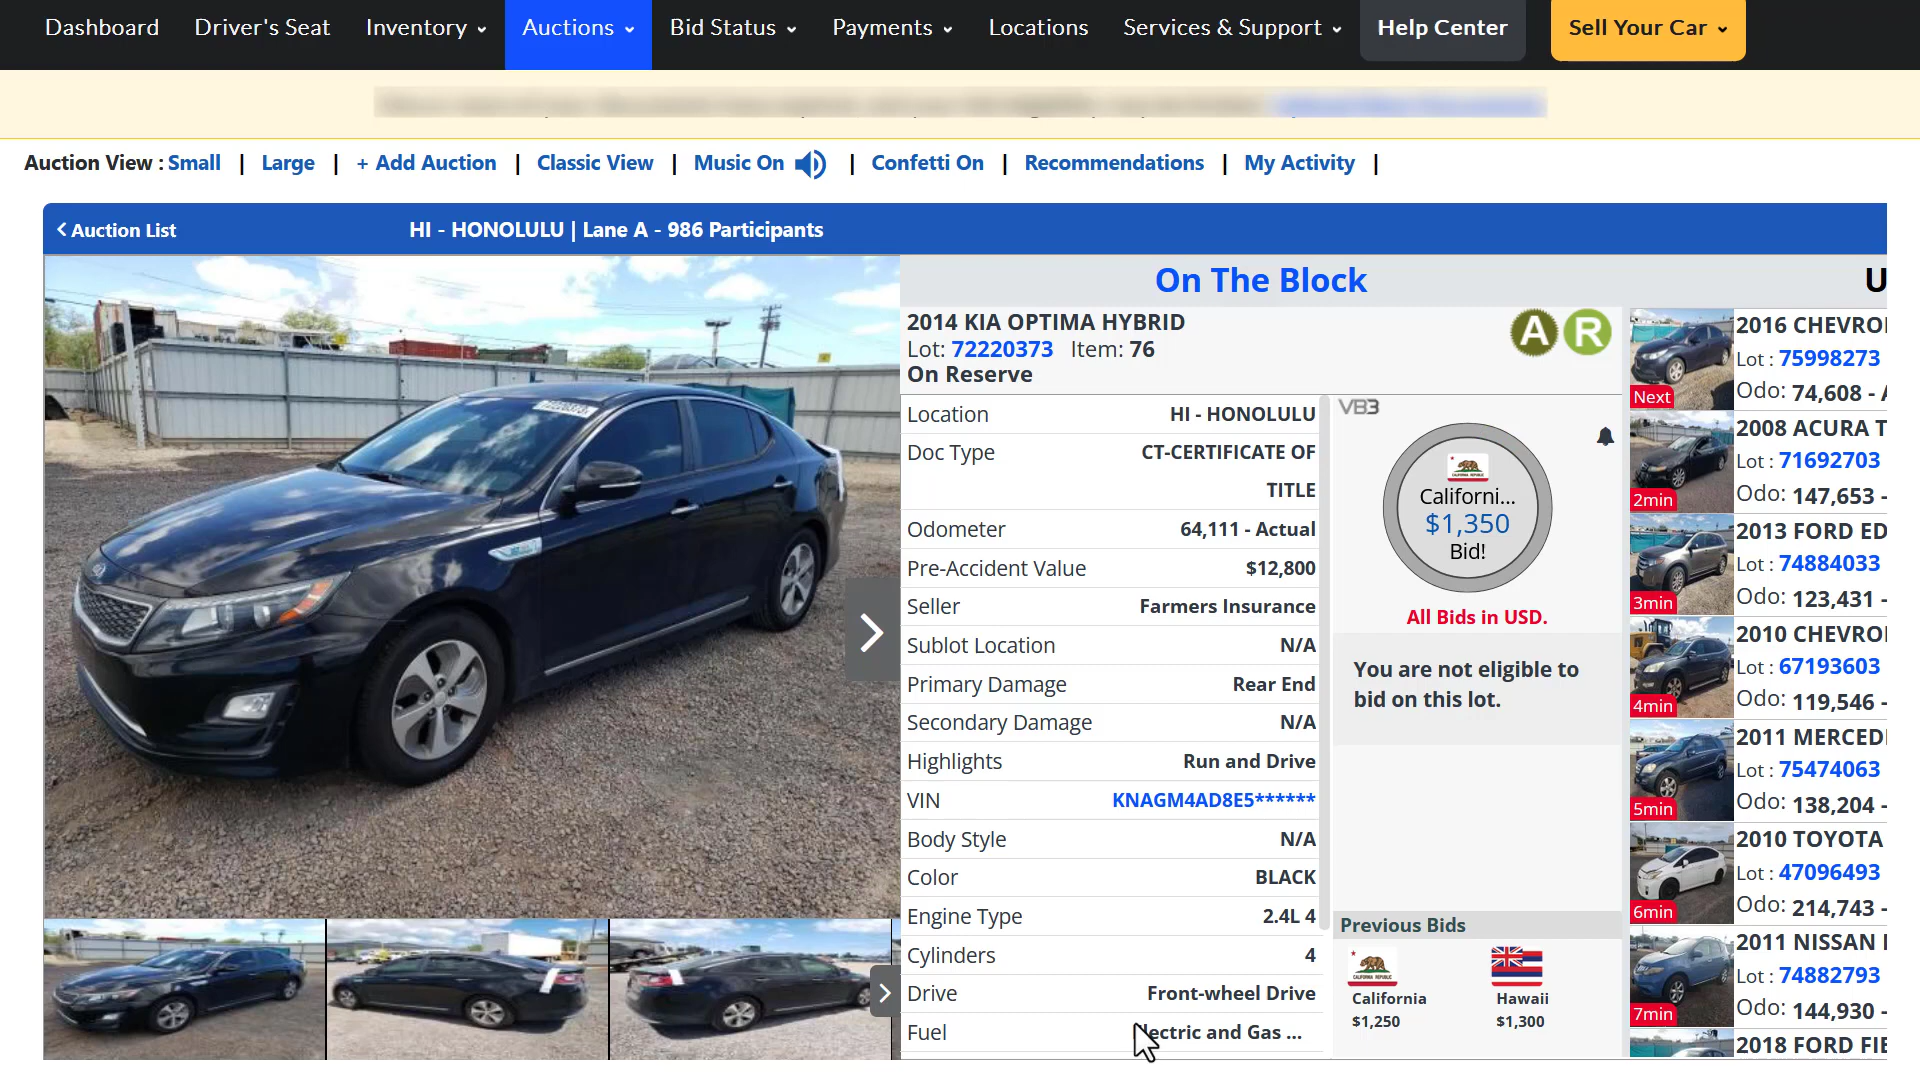 Dashboard Driver's Seat Inventory Auctions Bid Status Payments Locations Services & Support Help Center Sell Your Car
Auction View : Small | Large | + Add Auction | Classic View | Music On | Confetti On | Recommendations | My Activity |
Auction List HI - HONOLULU | Lane A - 986 Participants
On The Block
2014 KIA OPTIMA HYBRID
Lot: 72220373 Item: 76
On Reserve
A R
Location HI - HONOLULU
Doc Type CT-CERTIFICATE OF
TITLE
Odometer 64,111 - Actual
Pre-Accident Value $12,800
Seller Farmers Insurance
Sublot Location N/A
Primary Damage Rear End
Secondary Damage N/A
Highlights Run and Drive
VIN KNAGM4AD8E5******
Body Style N/A
Color BLACK
Engine Type 2.4L 4
Cylinders 4
Drive Front-wheel Drive
Fuel lectric and Gas ...
VB3
Californi...
$1,350
Bid!
All Bids in USD.
You are not eligible to
bid on this lot.
Previous Bids
California Hawaii
$1,250 $1,300
U
2016 CHEVROL
Lot : 75998273
Odo: 74,608 - A
Next
2008 ACURA T
Lot : 71692703
Odo: 147,653 -
2min
2013 FORD ED
Lot : 74884033
Odo: 123,431 -
3min
2010 CHEVROL
Lot : 67193603
Odo: 119,546 -
4min
2011 MERCEDE
Lot : 75474063
Odo: 138,204 -
5min
2010 TOYOTA
Lot : 47096493
Odo: 214,743 -
6min
2011 NISSAN
Lot : 74882793
Odo: 144,930 -
7min
2018 FORD FIE